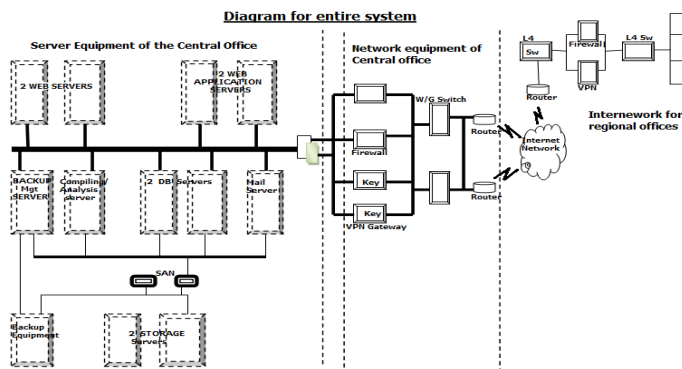 Diagram for entire system
Server Equipment of the Central Office
Network equipment of
Central office
L4
Sw
Firewall
L4 Sw
VPN
Router
Internework for
regional offices
2 WEB SERVERS
2 WEB
APPLICATION
SERVERS
W/G Switch
Router
Firewall
Internet
Network
BACKUP
Mgt
SERVER
Compiling/
Analysis
server
2 DB Servers
Mail
Server
Key
Key
Router
VPN Gateway
SAN
Backup
Equipment
2 STORAGE
Servers